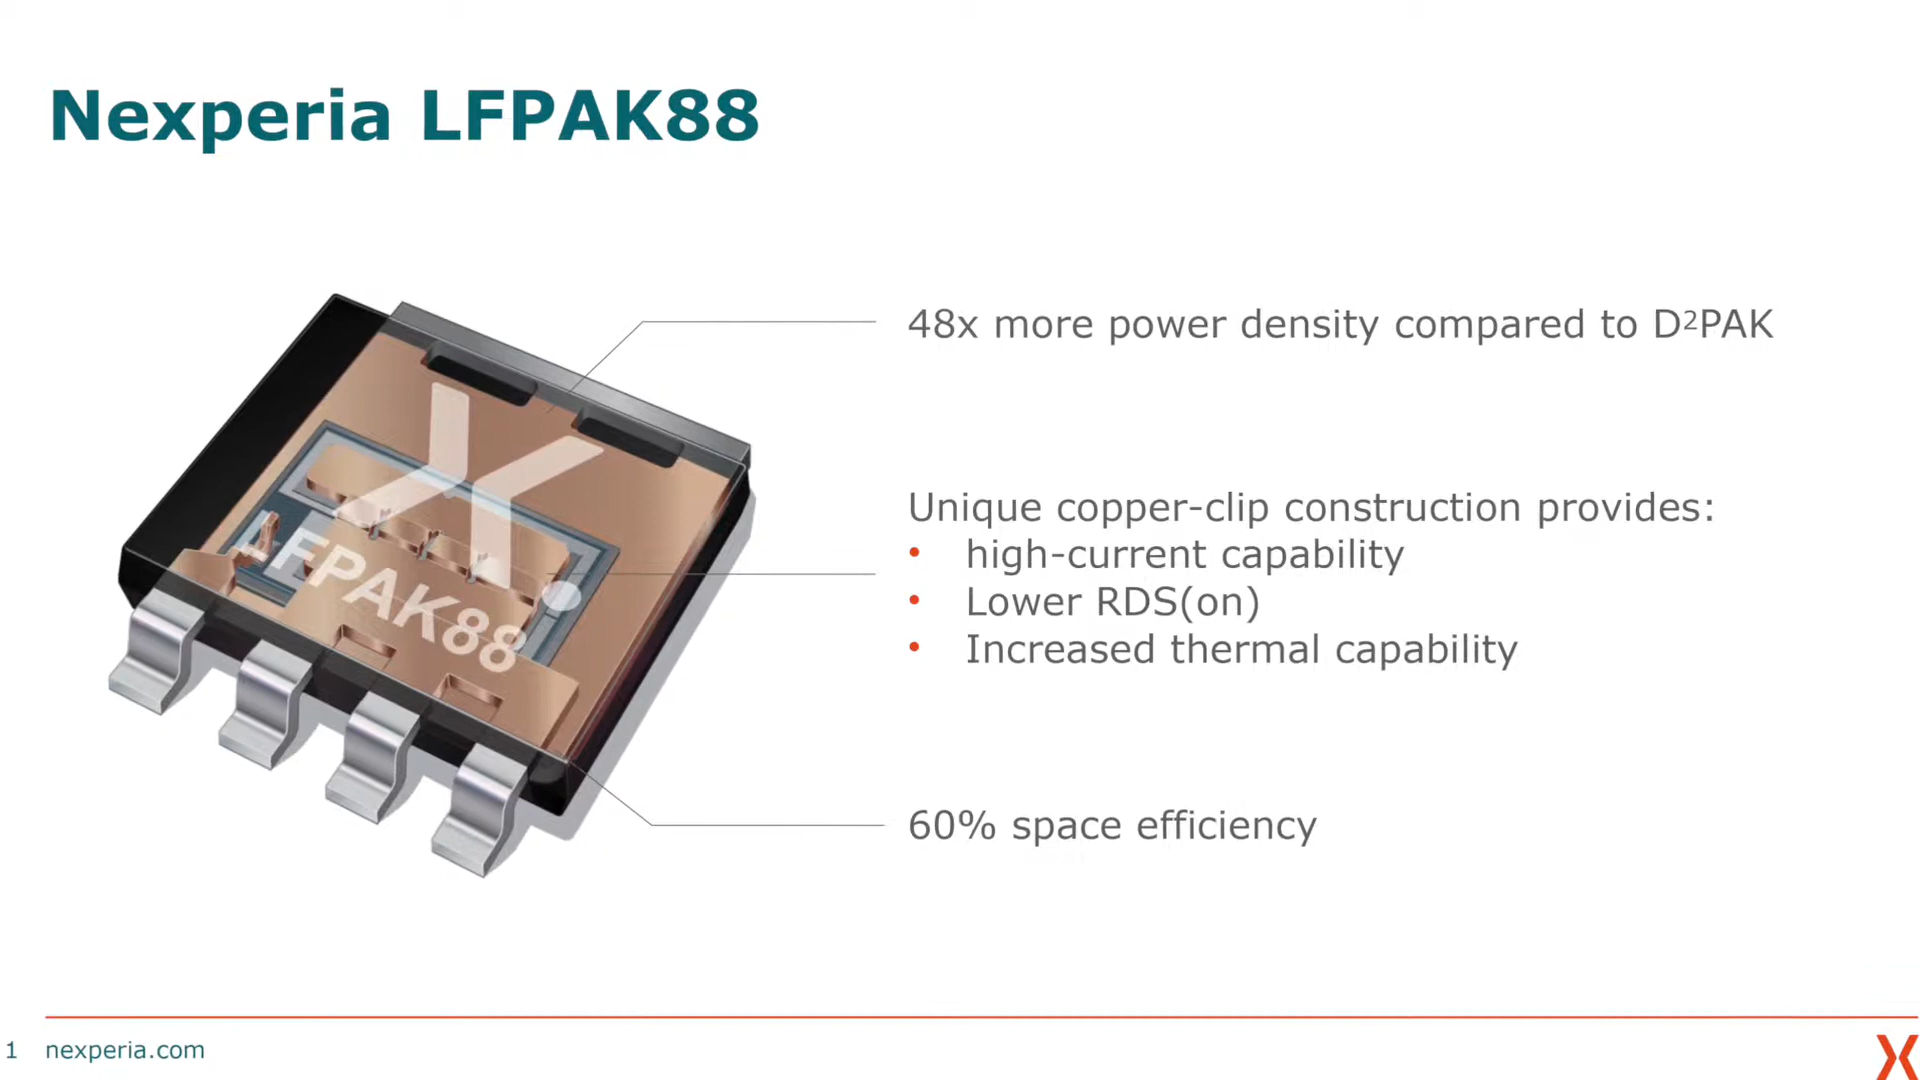 Nexperia LFPAK88
48x more power density compared to D²PAK
LFPAK88
Unique copper-clip construction provides:
• high-current capability
• Lower RDS(on)
• Increased thermal capability
60% space efficiency
1 nexperia.com